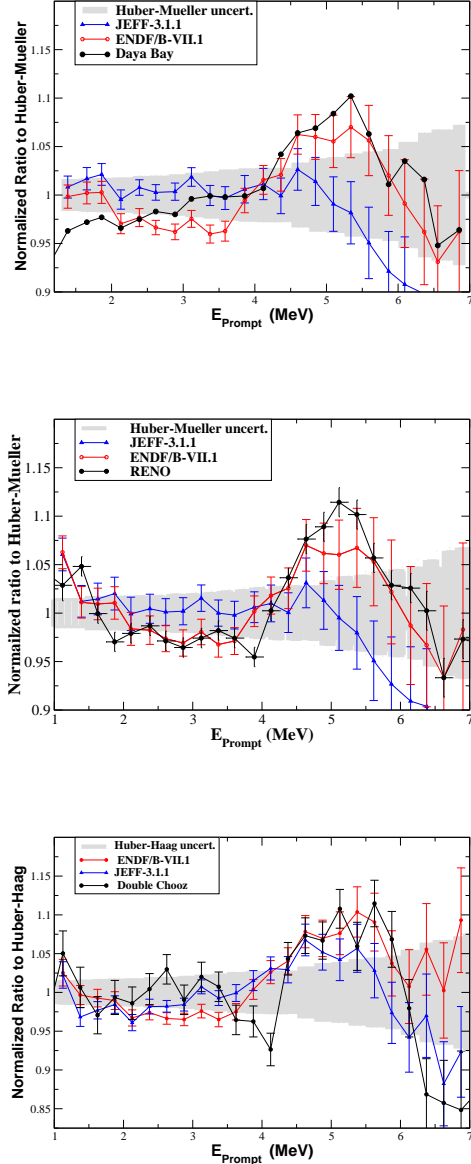 Huber-Mueller uncert.
JEFF-3.1.1
ENDF/B-VII.1
Daya Bay
Normalized Ratio to Huber-Mueller
1.15
1.1
1.05
1
0.95
0.9
2
3
4
5
6
7
E_Prompt (MeV)
Huber-Mueller uncert.
JEFF-3.1.1
ENDF/B-VII.1
RENO
Normalized ratio to Huber-Mueller
1.15
1.1
1.05
1
0.95
0.9
1
2
3
4
5
6
7
E_Prompt (MeV)
Huber-Haag uncert.
ENDF/B-VII.1
JEFF-3.1.1
Double Chooz
Normalized Ratio to Huber-Haag
1.15
1.1
1.05
1
0.95
0.9
0.85
1
2
3
4
5
6
7
E_Prompt (MeV)